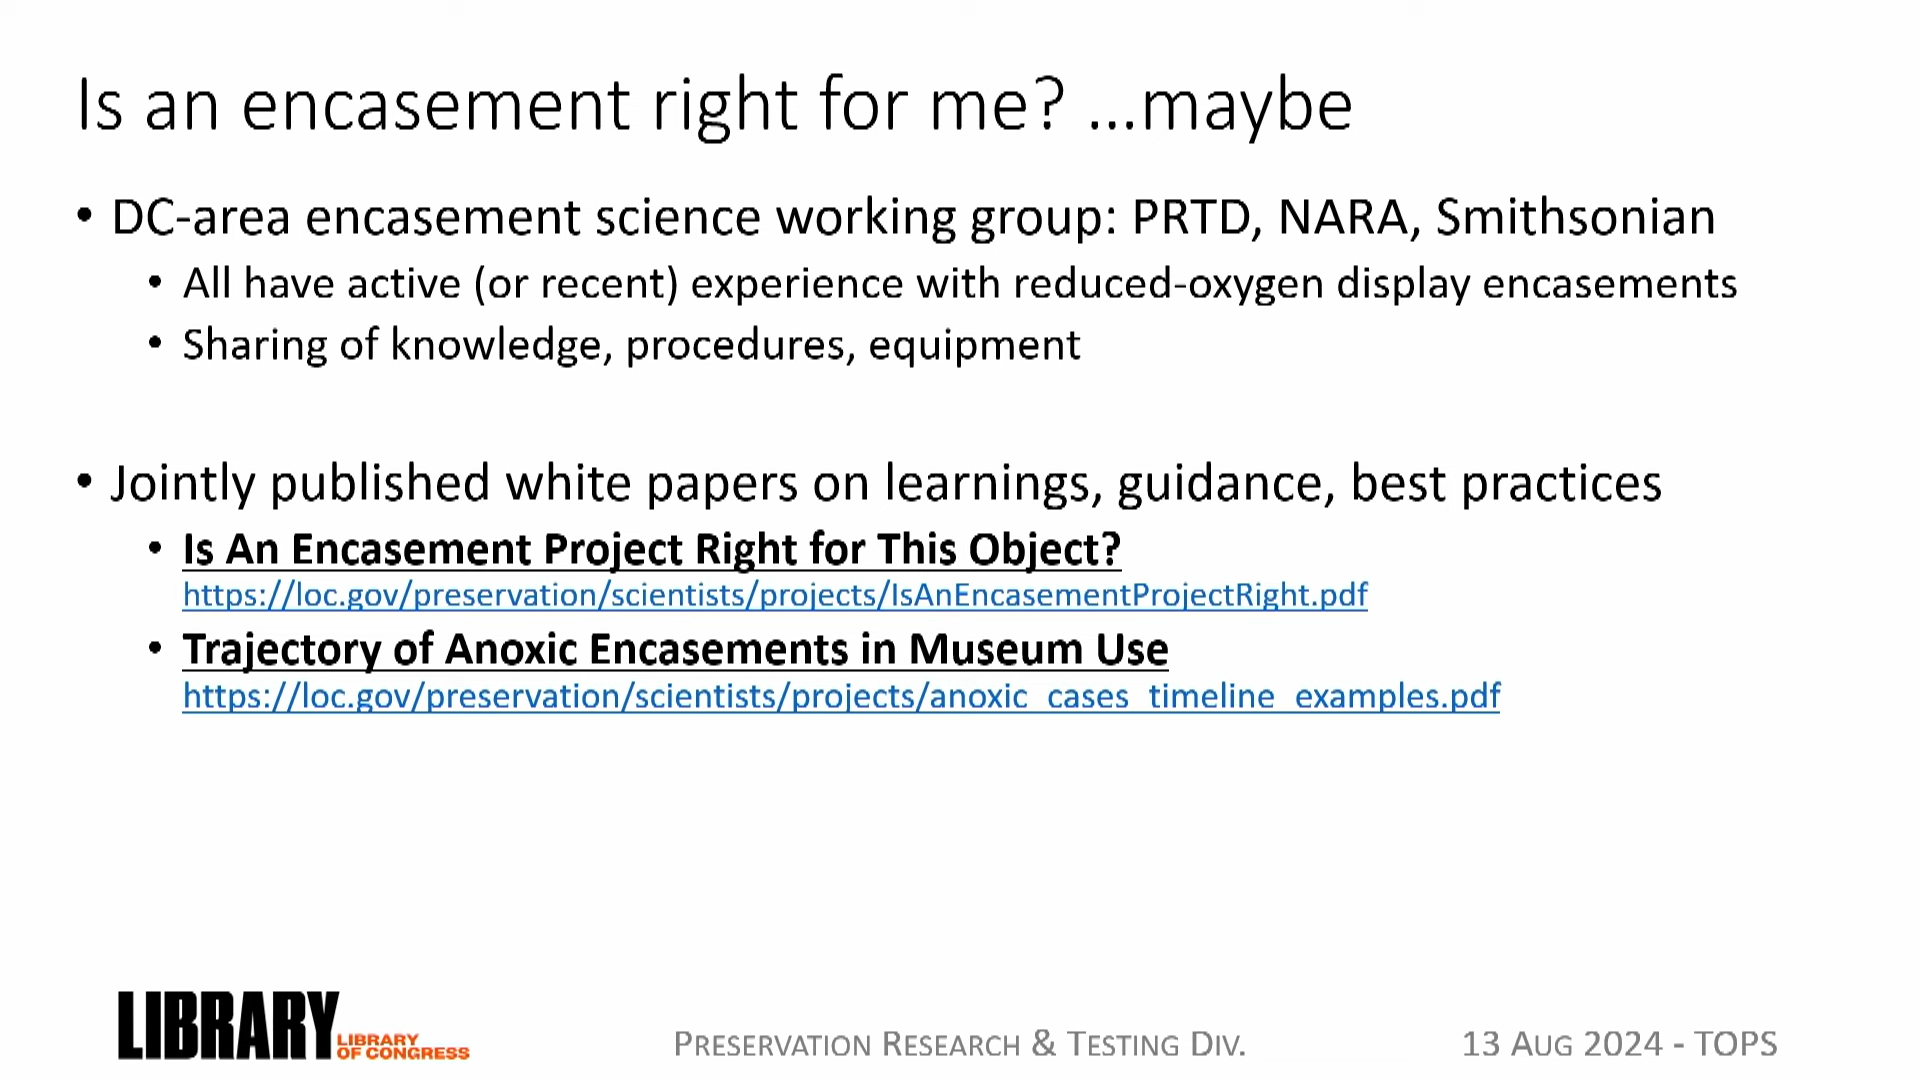 Is an encasement right for me? …maybe
• DC-area encasement science working group: PRTD, NARA, Smithsonian
• All have active (or recent) experience with reduced-oxygen display encasements
• Sharing of knowledge, procedures, equipment
• Jointly published white papers on learnings, guidance, best practices
• Is An Encasement Project Right for This Object?
https://loc.gov/preservation/scientists/projects/IsAnEncasementProjectRight.pdf
• Trajectory of Anoxic Encasements in Museum Use
https://loc.gov/preservation/scientists/projects/anoxic_cases_timeline_examples.pdf
LIBRARY
LIBRARY
OF CONGRESS
PRESERVATION RESEARCH & TESTING DIV.
13 AUG 2024 - TOPS